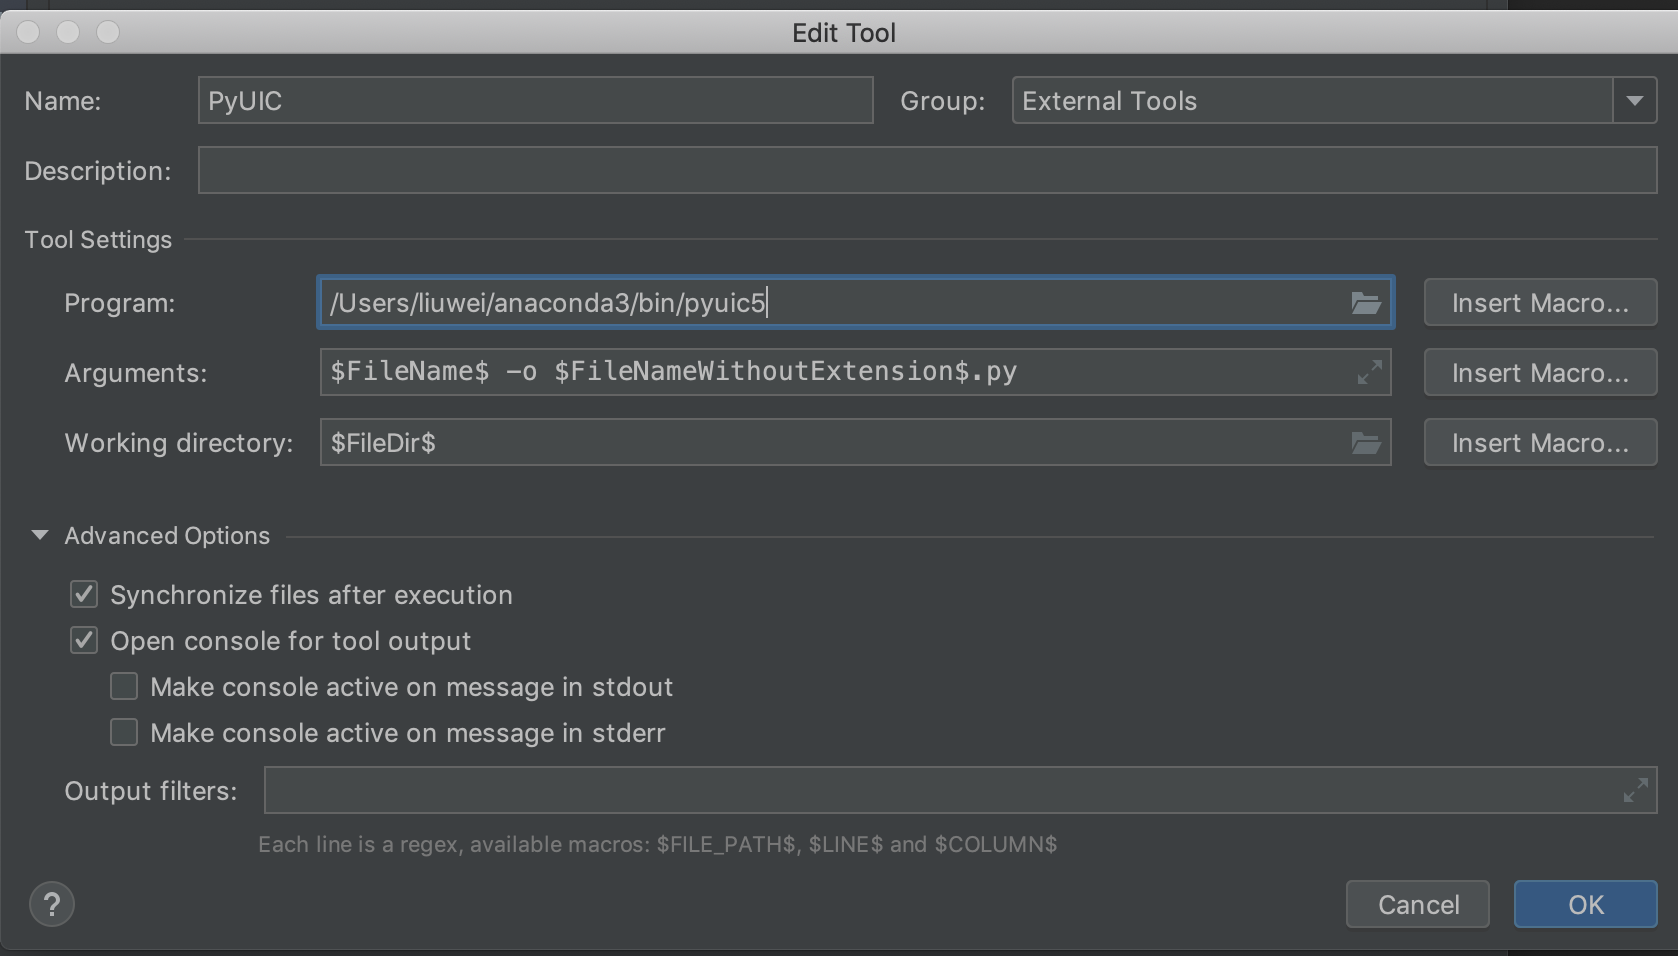 Edit Tool
Name: PyUIC Group: External Tools
Description:
Tool Settings
Program: /Users/liuwei/anaconda3/bin/pyuic5 Insert Macro...
Arguments: $FileName$ -o $FileNameWithoutExtension$.py Insert Macro...
Working directory: $FileDir$ Insert Macro...
Advanced Options
Synchronize files after execution
Open console for tool output
Make console active on message in stdout
Make console active on message in stderr
Output filters:
Each line is a regex, available macros: $FILE_PATH$, $LINE$ and $COLUMN$
? Cancel OK